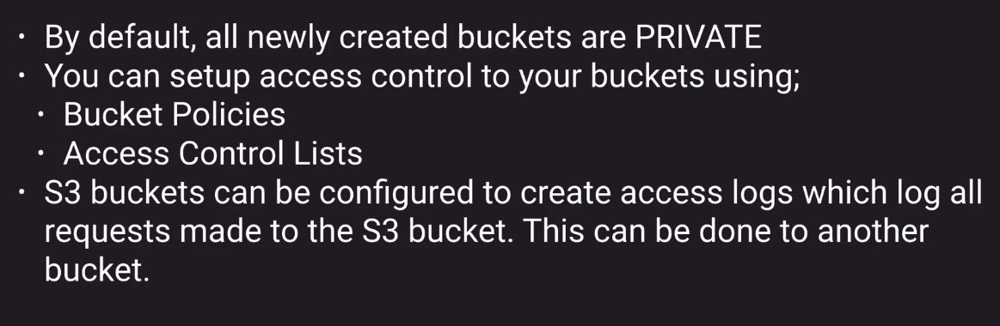 • By default, all newly created buckets are PRIVATE
• You can setup access control to your buckets using;
• Bucket Policies
• Access Control Lists
• S3 buckets can be configured to create access logs which log all
requests made to the S3 bucket. This can be done to another
bucket.